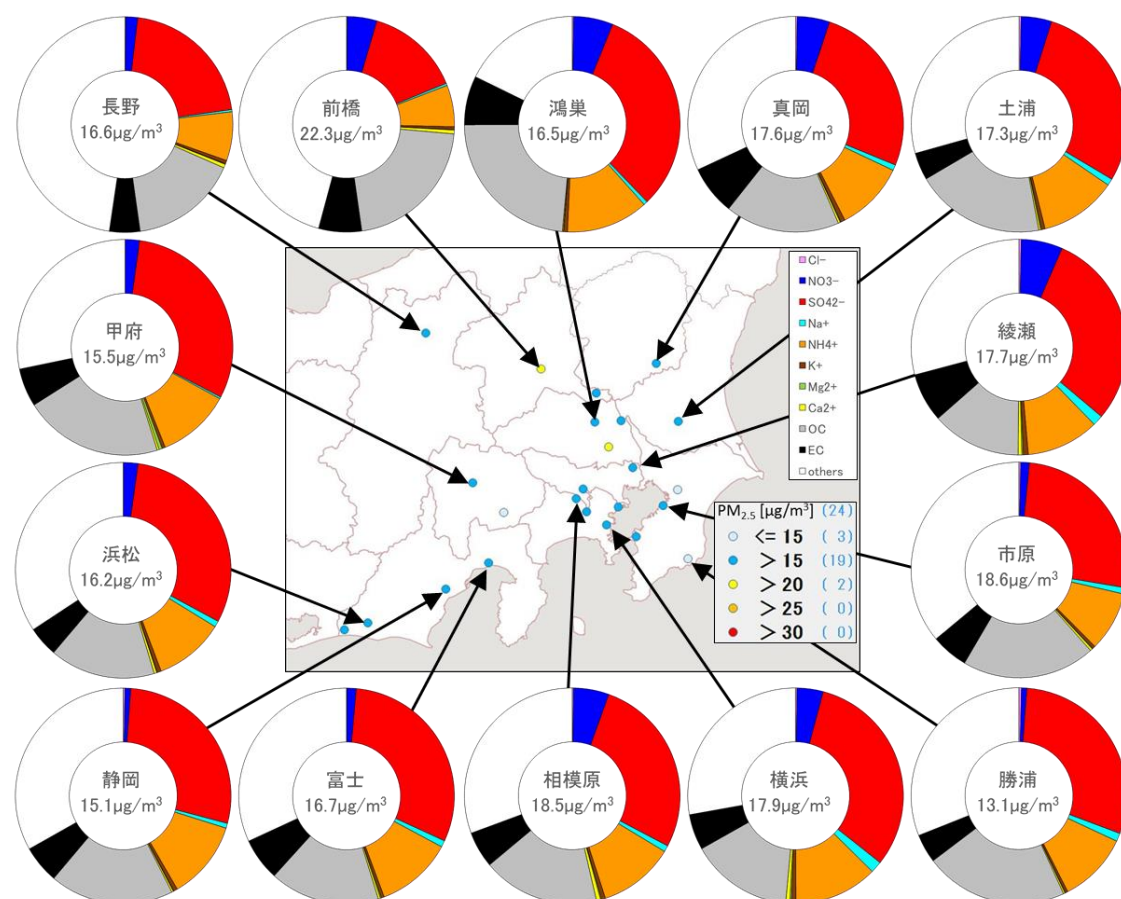 長野
16.6µg/m³
前橋
22.3µg/m³
鴻巣
16.5µg/m³
真岡
17.6µg/m³
土浦
17.3µg/m³
甲府
15.5µg/m³
綾瀬
17.7µg/m³
浜松
16.2µg/m³
市原
18.6µg/m³
静岡
15.1µg/m³
富士
16.7µg/m³
相模原
18.5µg/m³
横浜
17.9µg/m³
勝浦
13.1µg/m³
Cl−
NO3−
SO42−
Na+
NH4+
K+
Mg2+
Ca2+
OC
EC
others
PM2.5 [µg/m³] (24)
<= 15 ( 3)
> 15 (19)
> 20 ( 2)
> 25 ( 0)
> 30 ( 0)